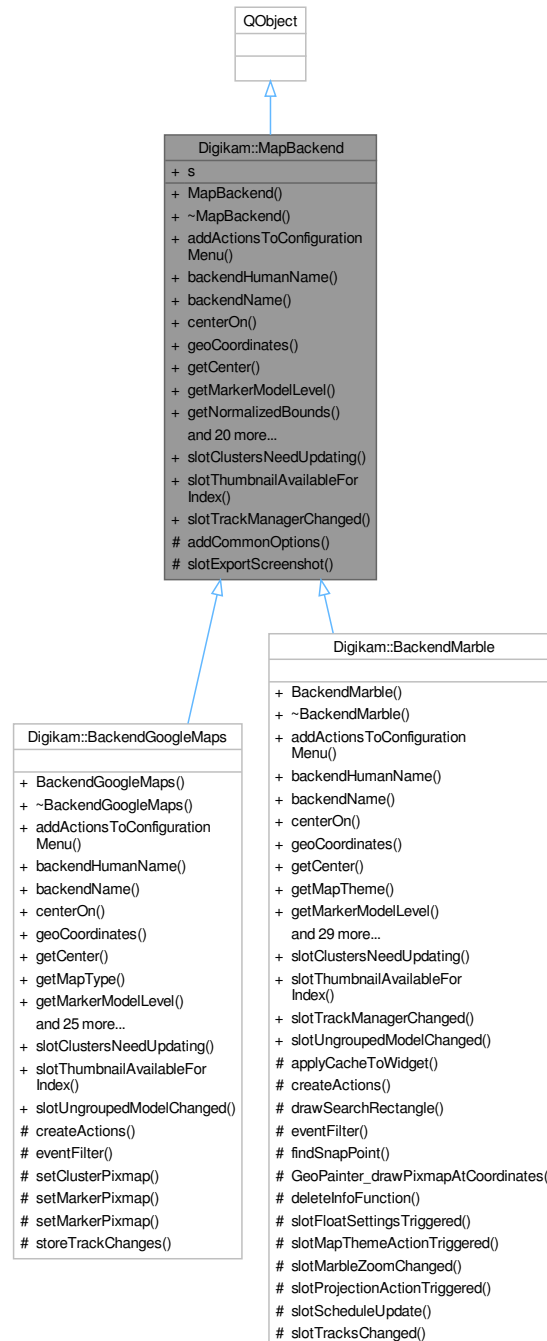 QObject
Digikam::MapBackend
+ s
+ MapBackend()
+ ~MapBackend()
+ addActionsToConfiguration
Menu()
+ backendHumanName()
+ backendName()
+ centerOn()
+ geoCoordinates()
+ getCenter()
+ getMarkerModelLevel()
+ getNormalizedBounds()
and 20 more...
+ slotClustersNeedUpdating()
+ slotThumbnailAvailableFor
Index()
+ slotTrackManagerChanged()
# addCommonOptions()
# slotExportScreenshot()
Digikam::BackendGoogleMaps
+ BackendGoogleMaps()
+ ~BackendGoogleMaps()
+ addActionsToConfiguration
Menu()
+ backendHumanName()
+ backendName()
+ centerOn()
+ geoCoordinates()
+ getCenter()
+ getMapType()
+ getMarkerModelLevel()
and 25 more...
+ slotClustersNeedUpdating()
+ slotThumbnailAvailableFor
Index()
+ slotUngroupedModelChanged()
# createActions()
# eventFilter()
# setClusterPixmap()
# setMarkerPixmap()
# setMarkerPixmap()
# storeTrackChanges()
Digikam::BackendMarble
+ BackendMarble()
+ ~BackendMarble()
+ addActionsToConfiguration
Menu()
+ backendHumanName()
+ backendName()
+ centerOn()
+ geoCoordinates()
+ getCenter()
+ getMapTheme()
+ getMarkerModelLevel()
and 29 more...
+ slotClustersNeedUpdating()
+ slotThumbnailAvailableFor
Index()
+ slotTrackManagerChanged()
+ slotUngroupedModelChanged()
# applyCacheToWidget()
# createActions()
# drawSearchRectangle()
# eventFilter()
# findSnapPoint()
# GeoPainter_drawPixmapAtCoordinates(
# deleteInfoFunction()
# slotFloatSettingsTriggered()
# slotMapThemeActionTriggered()
# slotMarbleZoomChanged()
# slotProjectionActionTriggered()
# slotScheduleUpdate()
# slotTracksChanged()